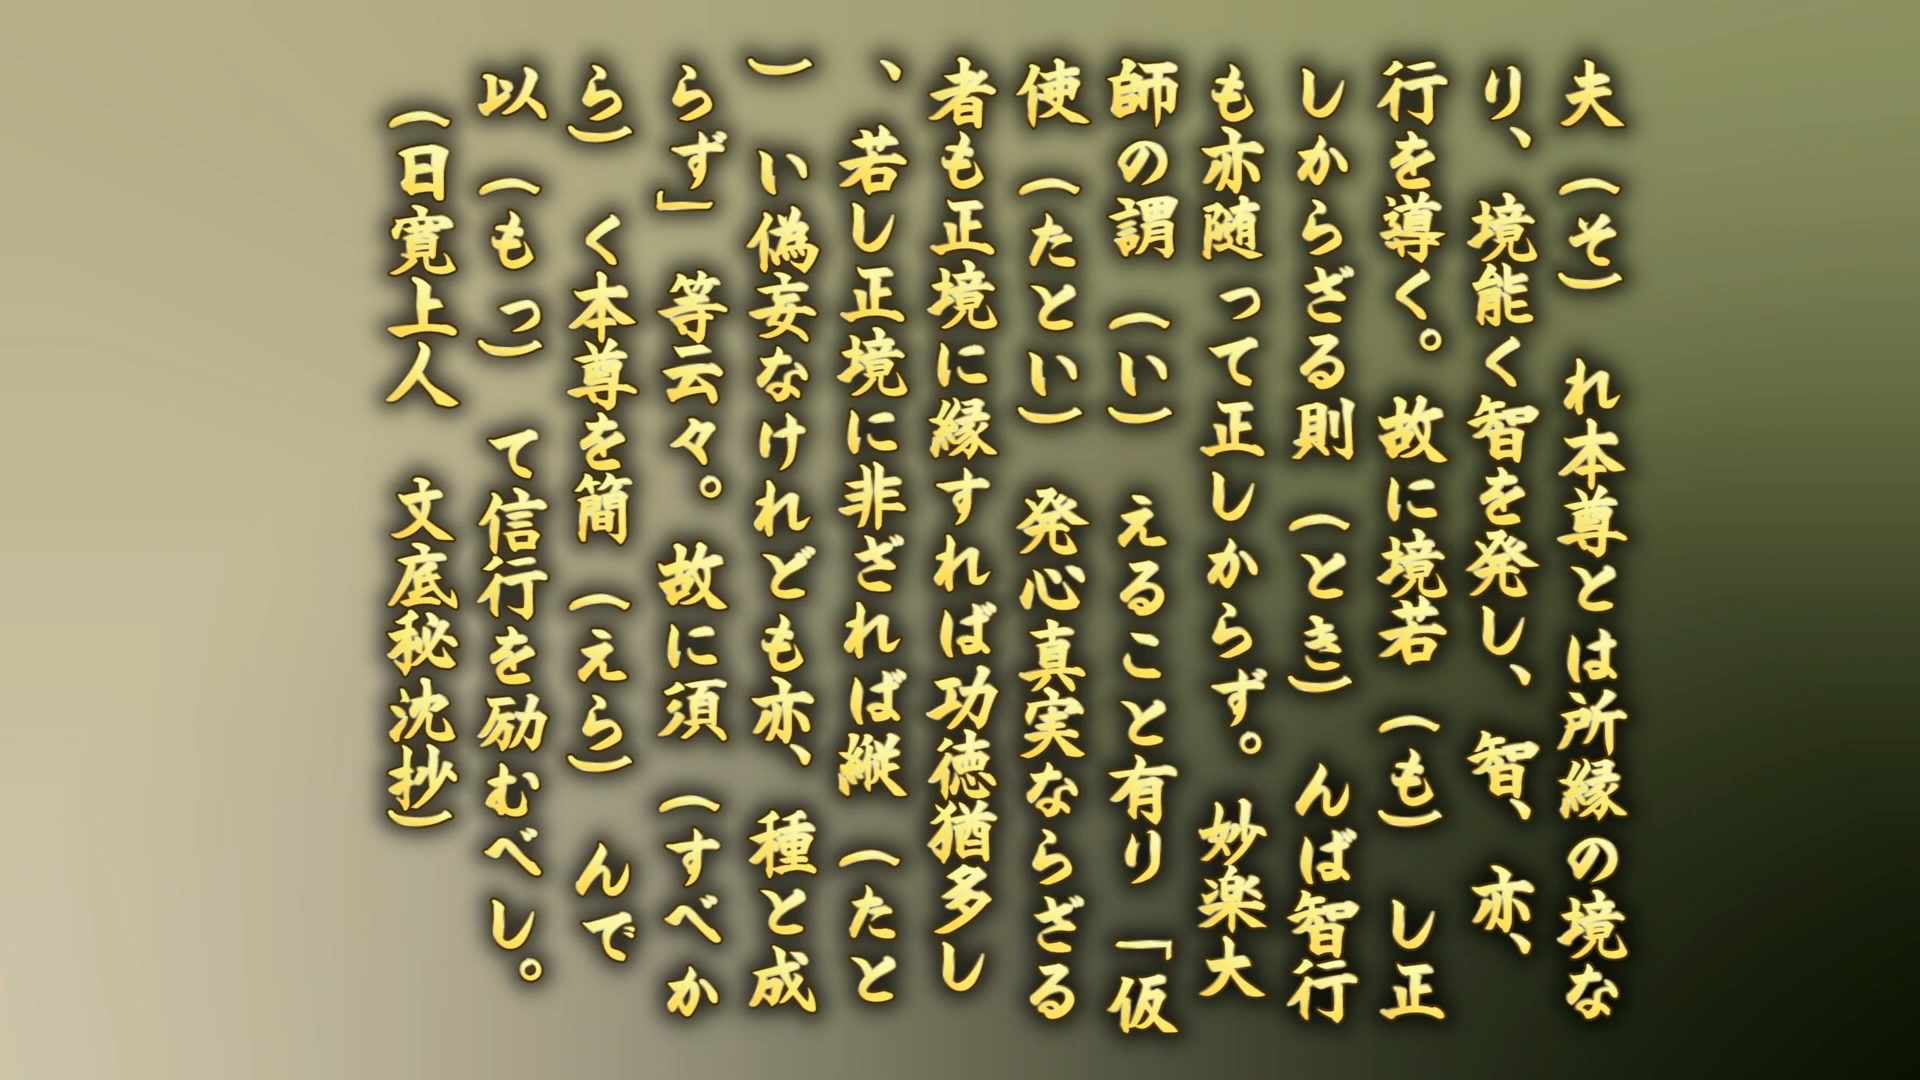 夫（そ）れ本尊とは所縁の境な
り、境能く智を発し、智、亦、
行を導く。故に境若（も）し正
しからざる則（とき）んば智行
も亦随って正しからず。妙楽大
師の謂（い）えること有り「仮
使（たとい）発心真実ならざる
者も正境に縁すれば功徳猶多し
、若し正境に非ざれば縦（たと
）い偽妄なけれども亦、種と成
らず」等云々。故に須（すべか
ら）く本尊を簡（えら）んで
以（もっ）て信行を励むべし。
（日寛上人　文底秘沈抄）